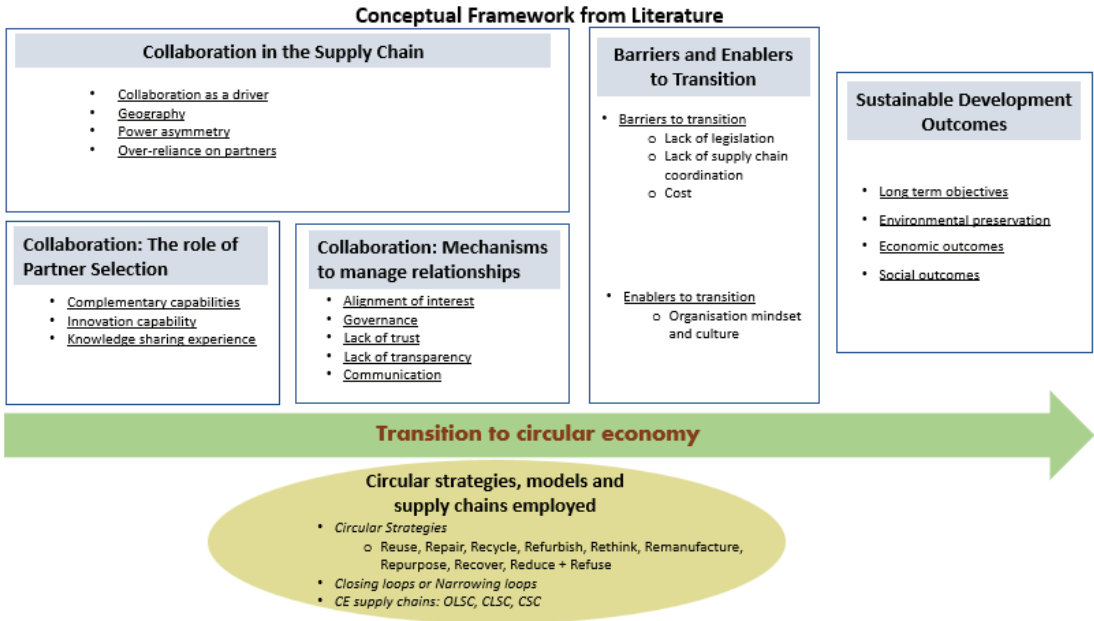 Conceptual Framework from Literature
Collaboration in the Supply Chain
• Collaboration as a driver
• Geography
• Power asymmetry
• Over-reliance on partners
Collaboration: The role of
Partner Selection
• Complementary capabilities
• Innovation capability
• Knowledge sharing experience
Collaboration: Mechanisms
to manage relationships
• Alignment of interest
• Governance
• Lack of trust
• Lack of transparency
• Communication
Barriers and Enablers
to Transition
• Barriers to transition
o Lack of legislation
o Lack of supply chain
coordination
o Cost
• Enablers to transition
o Organisation mindset
and culture
Sustainable Development
Outcomes
• Long term objectives
• Environmental preservation
• Economic outcomes
• Social outcomes
Transition to circular economy
Circular strategies, models and
supply chains employed
• Circular Strategies
o Reuse, Repair, Recycle, Refurbish, Rethink, Remanufacture,
Repurpose, Recover, Reduce + Refuse
• Closing loops or Narrowing loops
• CE supply chains: OLSC, CLSC, CSC